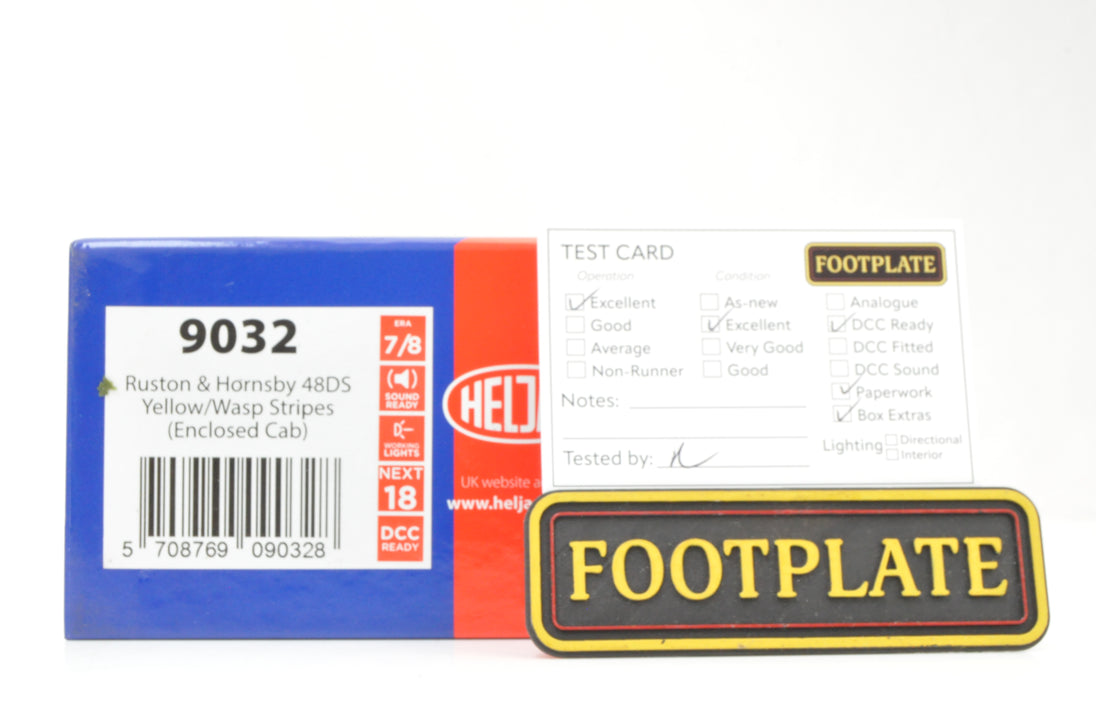 9032
Ruston & Hornsby 48DS
Yellow/Wasp Stripes
(Enclosed Cab)
5 708769 090328
ERA
7/8
SOUND
READY
WORKING
LIGHTS
NEXT
18
DCC
READY
HELJ
UK website a
www.helja
TEST CARD
FOOTPLATE
Operation
Excellent
Good
Average
Non-Runner
Condition
As-new
Excellent
Very Good
Good
Analogue
DCC Ready
DCC Fitted
DCC Sound
Paperwork
Box Extras
Notes:
Tested by:
Lighting
Directional
Interior
FOOTPLATE